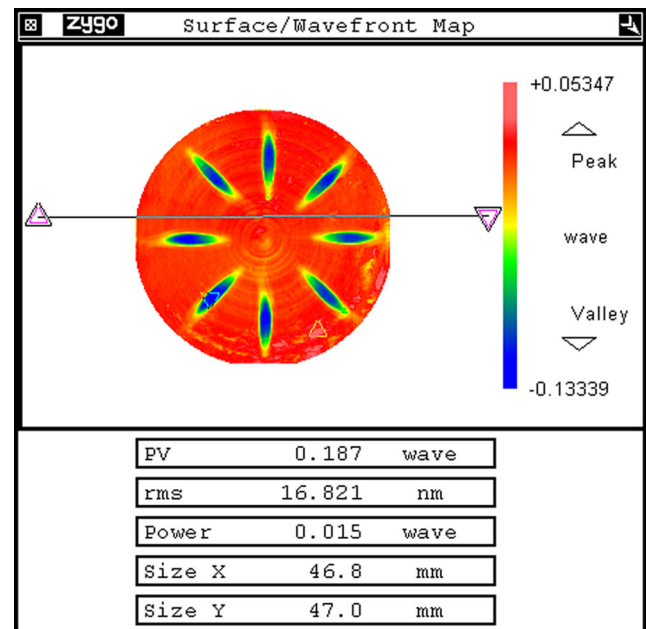 zygo Surface/Wavefront Map
+0.05347
Peak
wave
Valley
-0.13339
PV 0.187 wave
rms 16.821 nm
Power 0.015 wave
Size X 46.8 mm
Size Y 47.0 mm